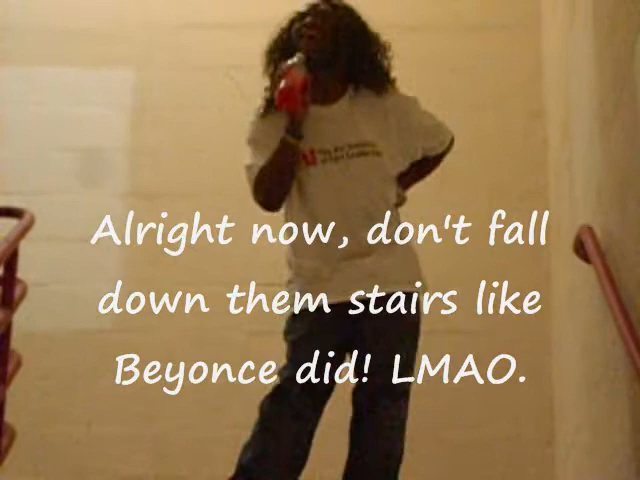 Alright now, don't fall
down them stairs like
Beyonce did! LMAO.